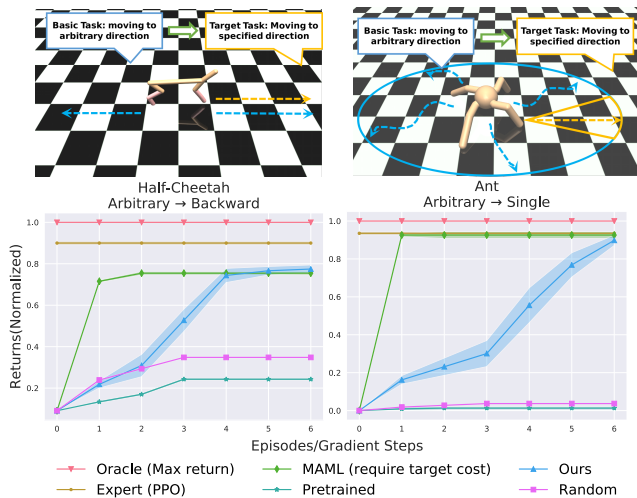 Basic Task: moving to
arbitrary direction
Target Task: Moving to
specified direction
Basic Task: moving to
arbitrary direction
Target Task: Moving to
specified direction
Half-Cheetah
Arbitrary → Backward
Ant
Arbitrary → Single
Returns(Normalized)
1.0
0.8
0.6
0.4
0.2
0 1 2 3 4 5 6
1.0
0.8
0.6
0.4
0.2
0.0
0 1 2 3 4 5 6
Episodes/Gradient Steps
Oracle (Max return)
MAML (require target cost)
Ours
Expert (PPO)
Pretrained
Random